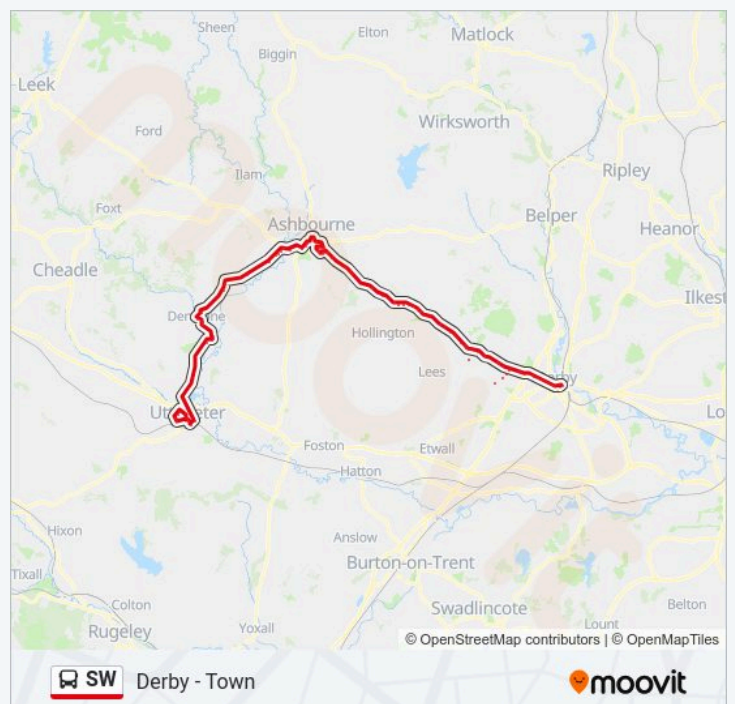 Sheen
Elton
Matlock
Biggin
Leek
Wirksworth
Ford
Ripley
Ilam
Foxt
Belper
Ashbourne
Heanor
Cheadle
Ilkest
Hollington
Lees
Lo
Foston
Etwall
Hatton
Hixon
Anslow
Burton-on-Trent
Tixall
Colton
Swadlincote
Belton
Rugeley
Yoxall
Lount
© OpenStreetMap contributors | © OpenMapTiles
SW Derby - Town
moovit